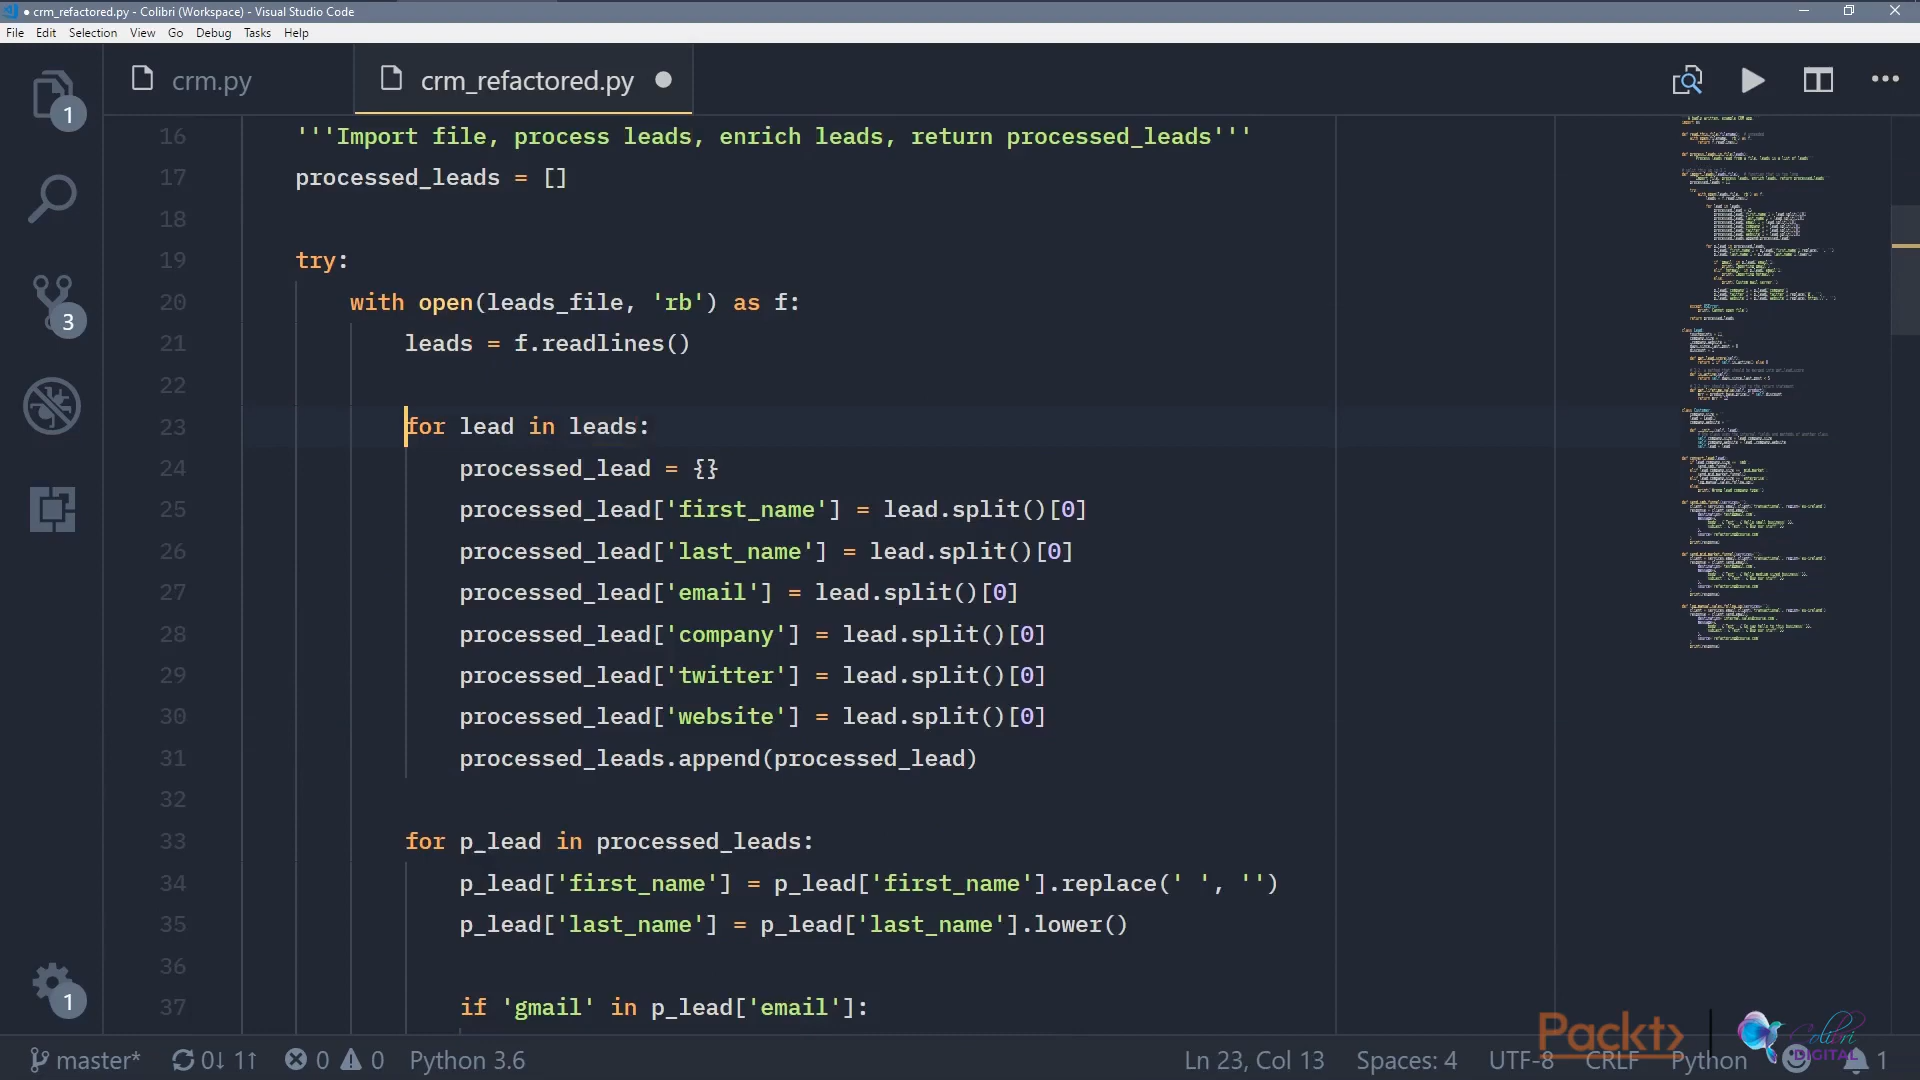 ● crm_refactored.py - Colibri (Workspace) - Visual Studio Code
File Edit Selection View Go Debug Tasks Help
crm.py
crm_refactored.py ●
16 '''Import file, process leads, enrich leads, return processed_leads'''
17 processed_leads = []
18
19 try:
20 with open(leads_file, 'rb') as f:
21 leads = f.readlines()
22
23 for lead in leads:
24 processed_lead = {}
25 processed_lead['first_name'] = lead.split()[0]
26 processed_lead['last_name'] = lead.split()[0]
27 processed_lead['email'] = lead.split()[0]
28 processed_lead['company'] = lead.split()[0]
29 processed_lead['twitter'] = lead.split()[0]
30 processed_lead['website'] = lead.split()[0]
31 processed_leads.append(processed_lead)
32
33 for p_lead in processed_leads:
34 p_lead['first_name'] = p_lead['first_name'].replace(' ', '')
35 p_lead['last_name'] = p_lead['last_name'].lower()
36
37 if 'gmail' in p_lead['email']:
1
3
1
Packt>
Colibri
DIGITAL
master* 0↓ 1↑ 0 0 Python 3.6 Ln 23, Col 13 Spaces: 4 UTF-8 CRLF Python 1